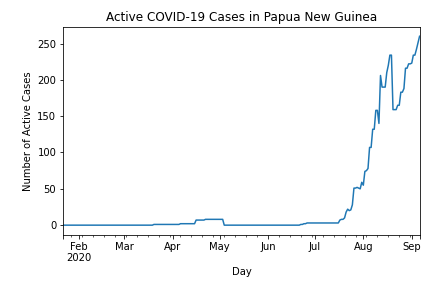 Active COVID-19 Cases in Papua New Guinea
Number of Active Cases
250
200
150
100
50
0
Feb Mar Apr May Jun Jul Aug Sep
2020
Day